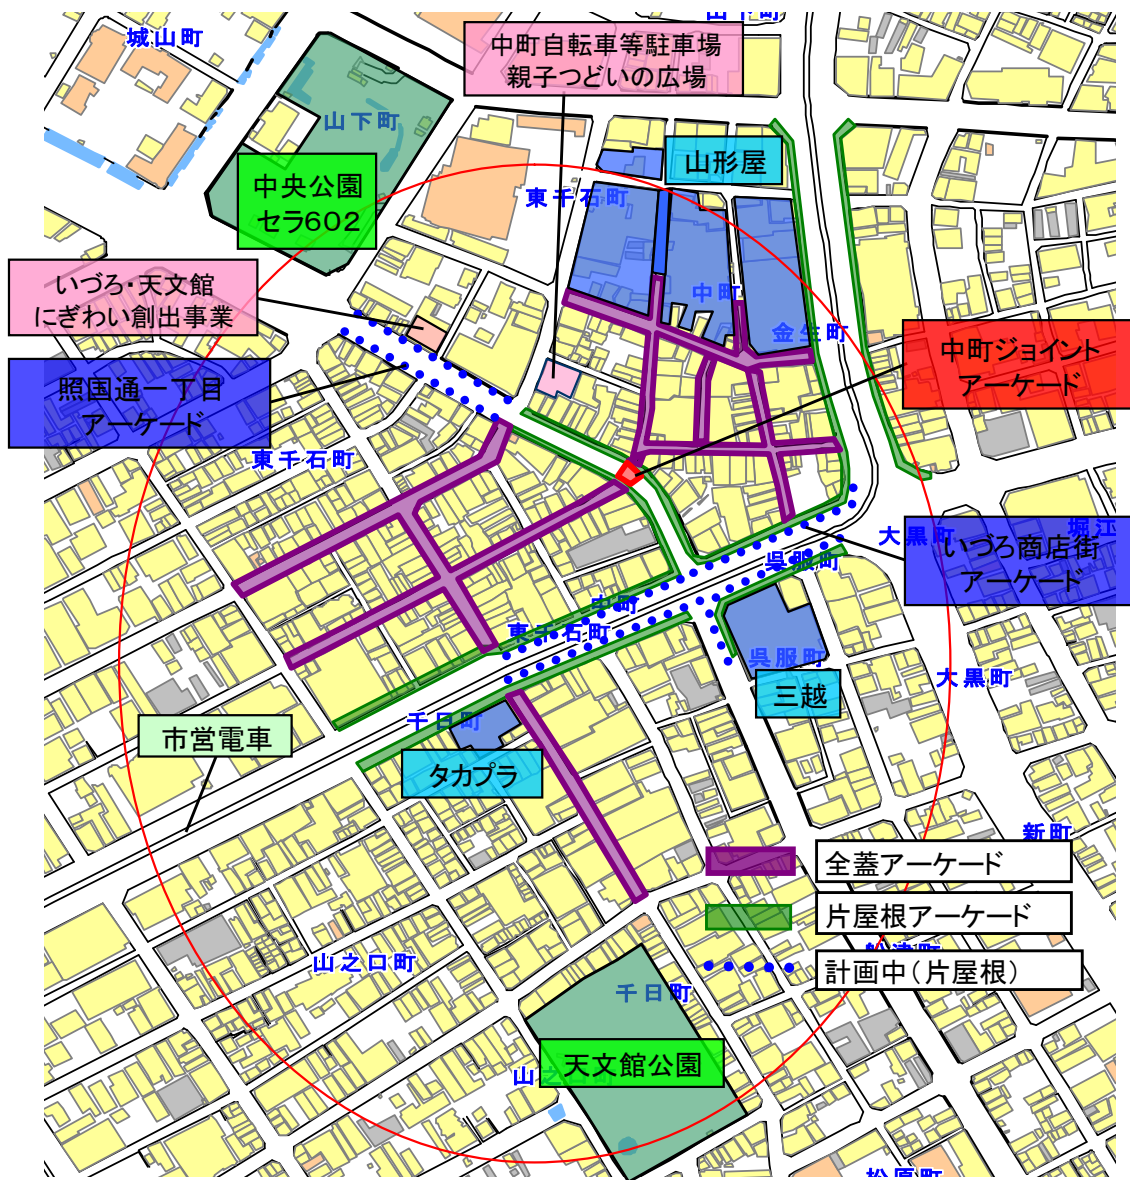 城山町
山下町
中町自転車等駐車場
親子つどいの広場
山下町
山形屋
中央公園
セラ602
東千石町
中町
金生町
いづろ・天文館
にぎわい創出事業
中町ジョイント
アーケード
照国通一丁目
アーケード
東千石町
大黒町
堀江
いづろ商店街
アーケード
呉服町
中町
東千石町
呉服町
大黒町
三越
千日町
市営電車
タカプラ
新町
全蓋アーケード
片屋根アーケード
船津町
山之口町
計画中(片屋根)
千日町
天文館公園
山之口町
松原町